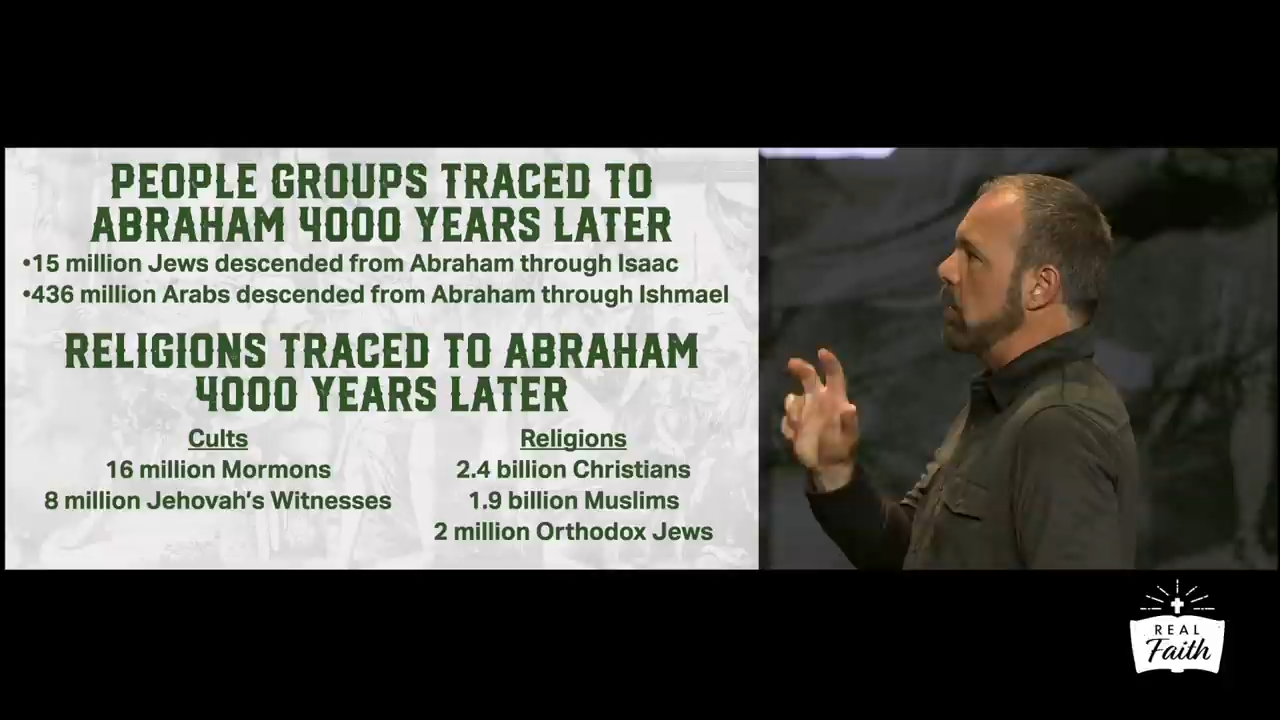 PEOPLE GROUPS TRACED TO
ABRAHAM 4000 YEARS LATER
•15 million Jews descended from Abraham through Isaac
•436 million Arabs descended from Abraham through Ishmael
RELIGIONS TRACED TO ABRAHAM
4000 YEARS LATER
Cults
16 million Mormons
8 million Jehovah's Witnesses
Religions
2.4 billion Christians
1.9 billion Muslims
2 million Orthodox Jews
REAL
Faith